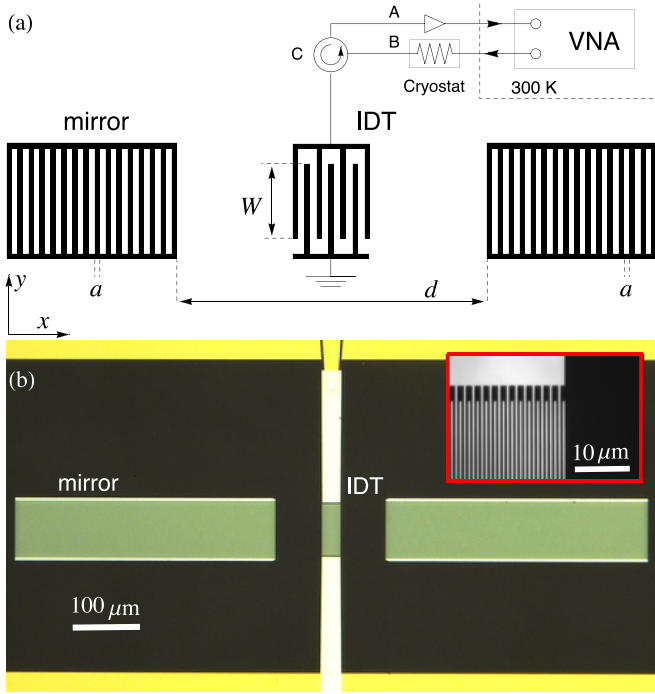 (a)
A
B
C
VNA
Cryostat
300 K
mirror
IDT
W
a
d
a
y
x
(b)
mirror
IDT
10 μm
100 μm